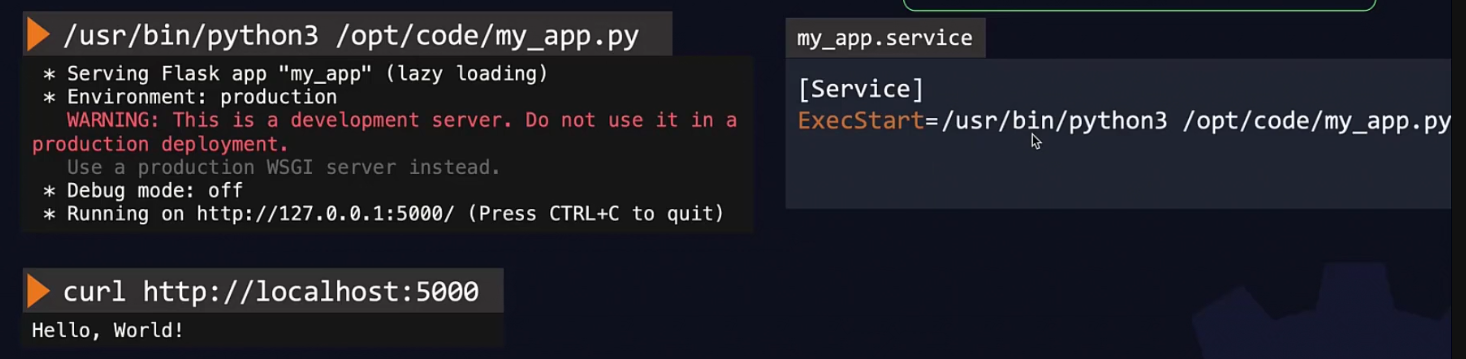 /usr/bin/python3 /opt/code/my_app.py
* Serving Flask app "my_app" (lazy loading)
* Environment: production
WARNING: This is a development server. Do not use it in a
production deployment.
Use a production WSGI server instead.
* Debug mode: off
* Running on http://127.0.0.1:5000/ (Press CTRL+C to quit)
curl http://localhost:5000
Hello, World!
my_app.service
[Service]
ExecStart=/usr/bin/python3 /opt/code/my_app.py